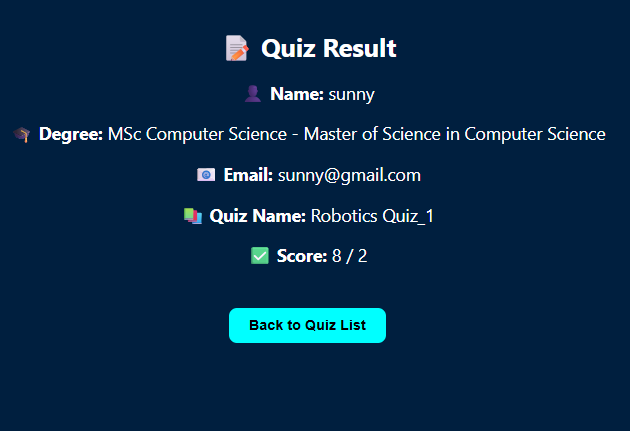 Quiz Result
Name: sunny
Degree: MSc Computer Science - Master of Science in Computer Science
Email: sunny@gmail.com
Quiz Name: Robotics Quiz_1
Score: 8 / 2
Back to Quiz List